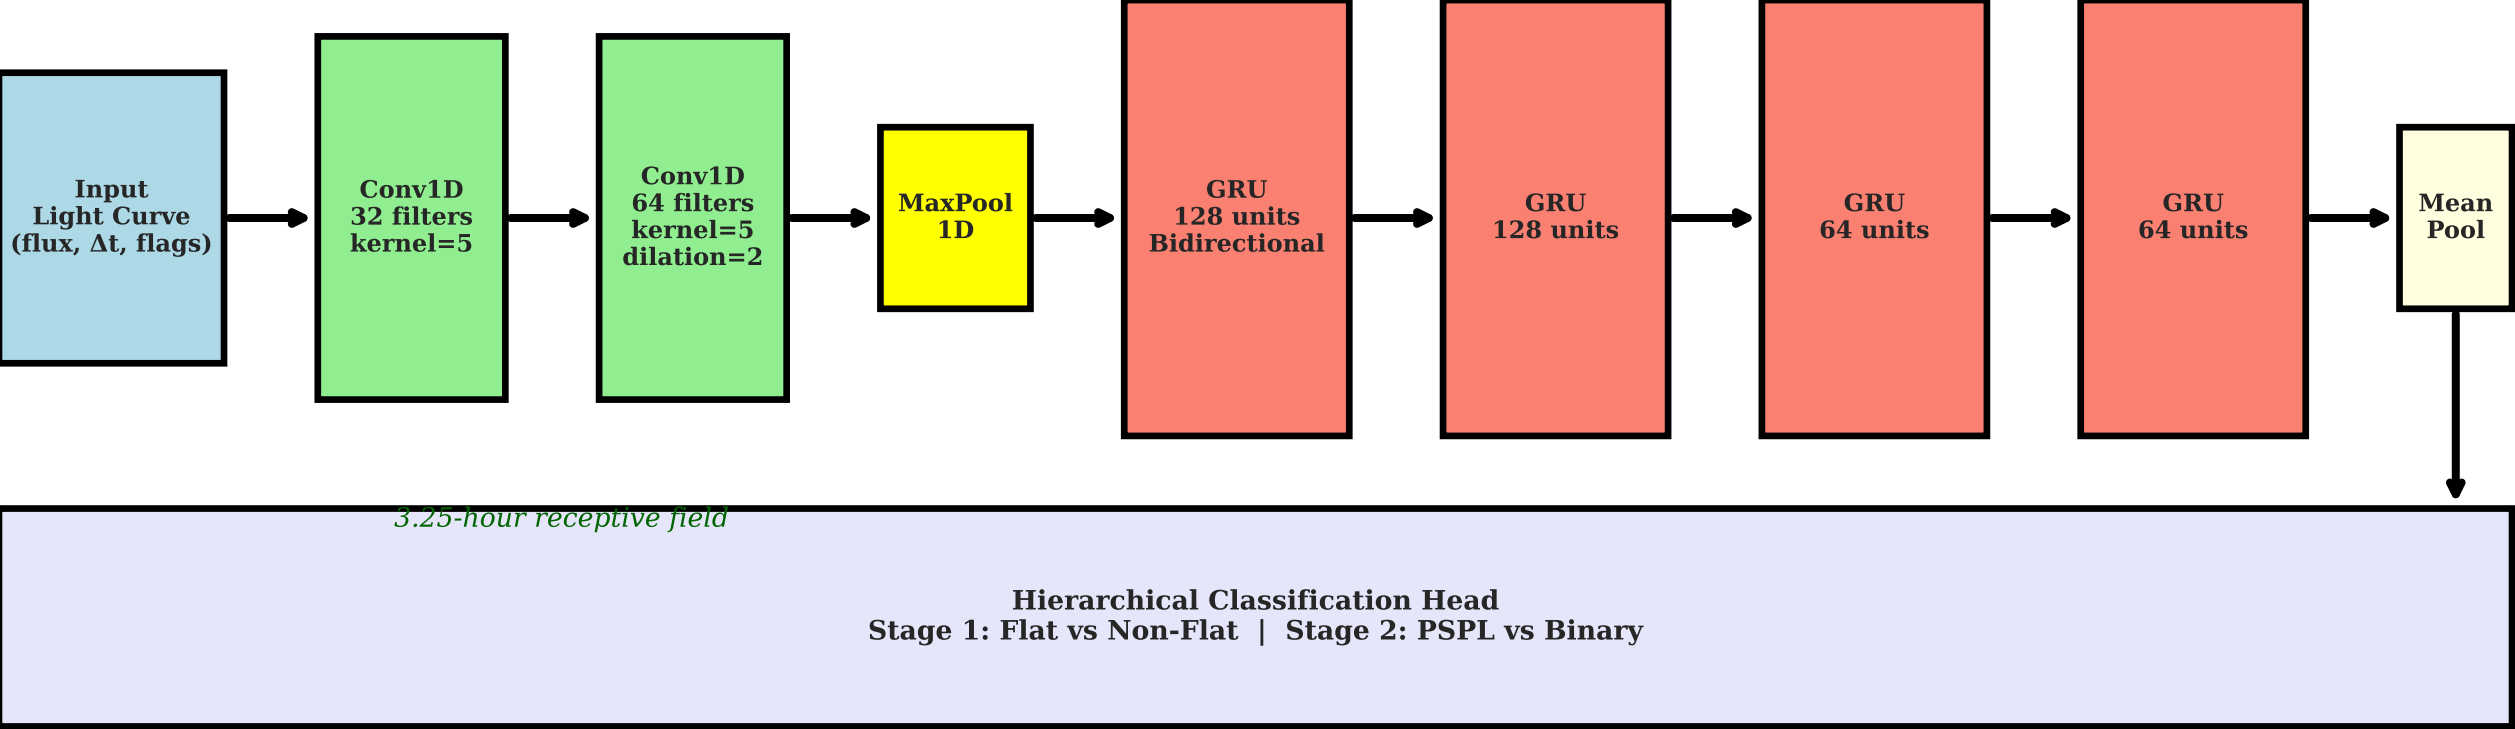 Input
Light Curve
(flux, Δt, flags)
Conv1D
32 filters
kernel=5
Conv1D
64 filters
kernel=5
dilation=2
MaxPool
1D
GRU
128 units
Bidirectional
GRU
128 units
GRU
64 units
GRU
64 units
Mean
Pool
3.25-hour receptive field
Hierarchical Classification Head
Stage 1: Flat vs Non-Flat | Stage 2: PSPL vs Binary